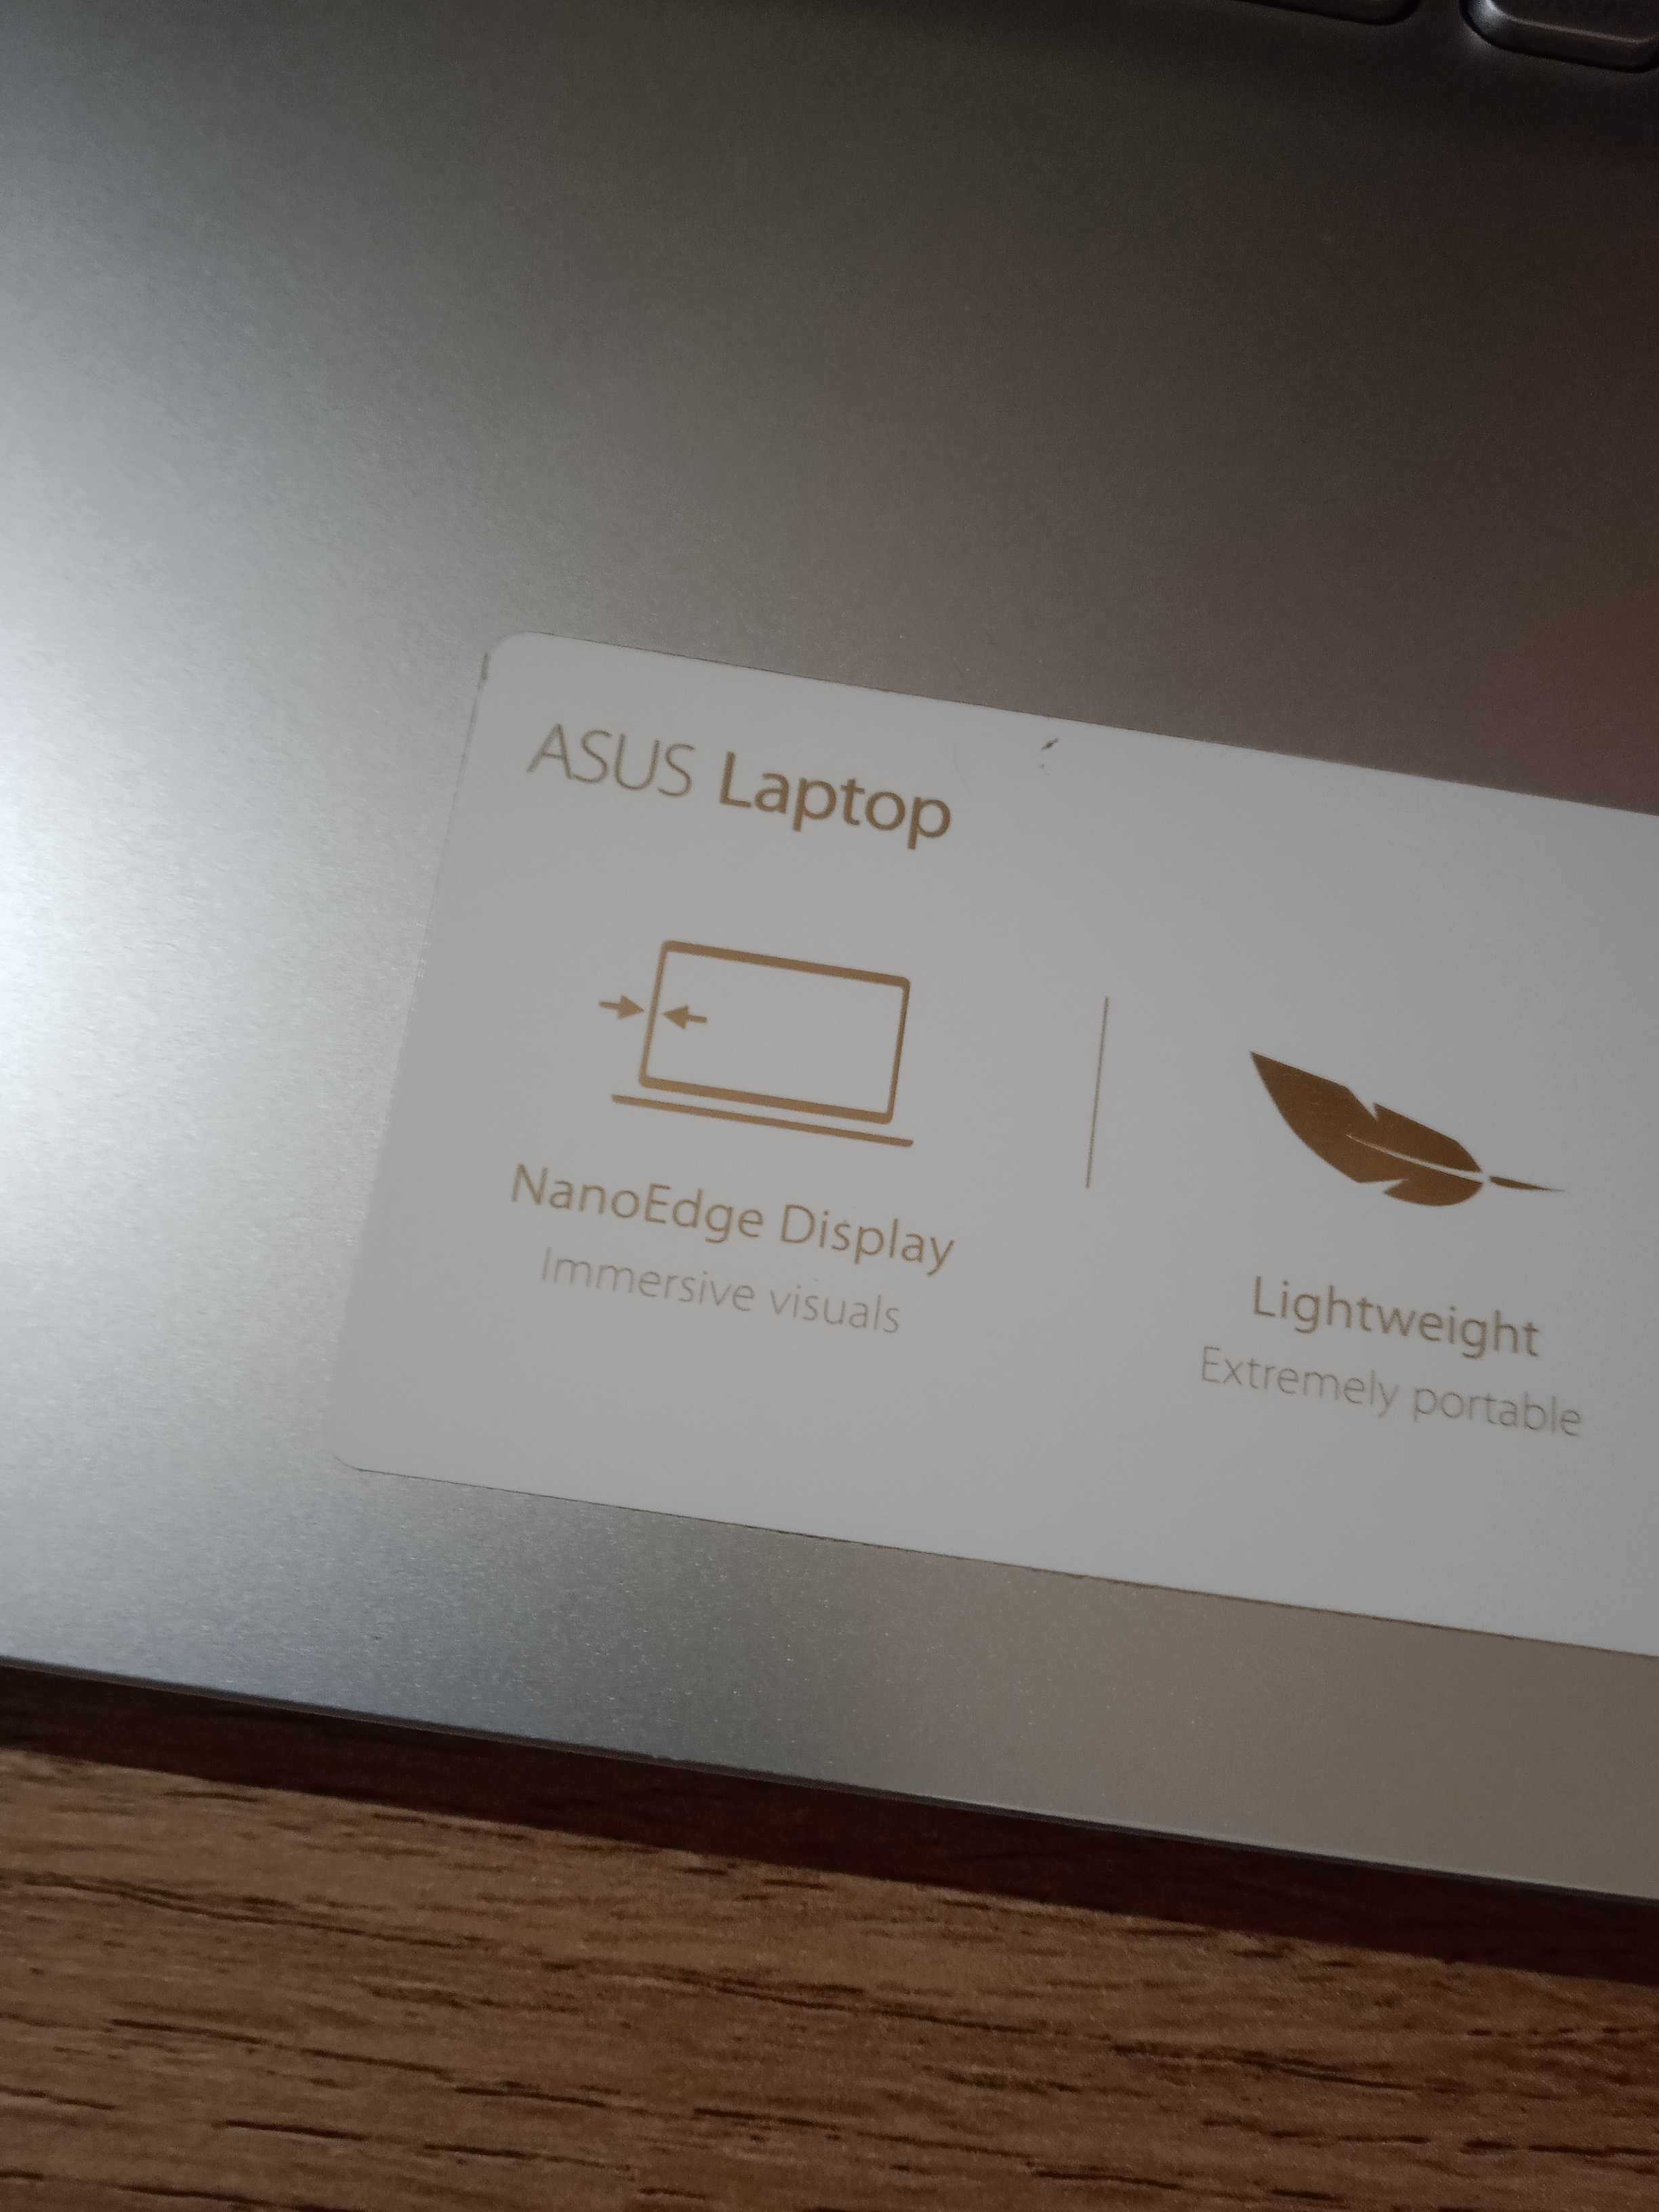 ASUS Laptop
NanoEdge Display
Immersive visuals
Lightweight
Extremely portable